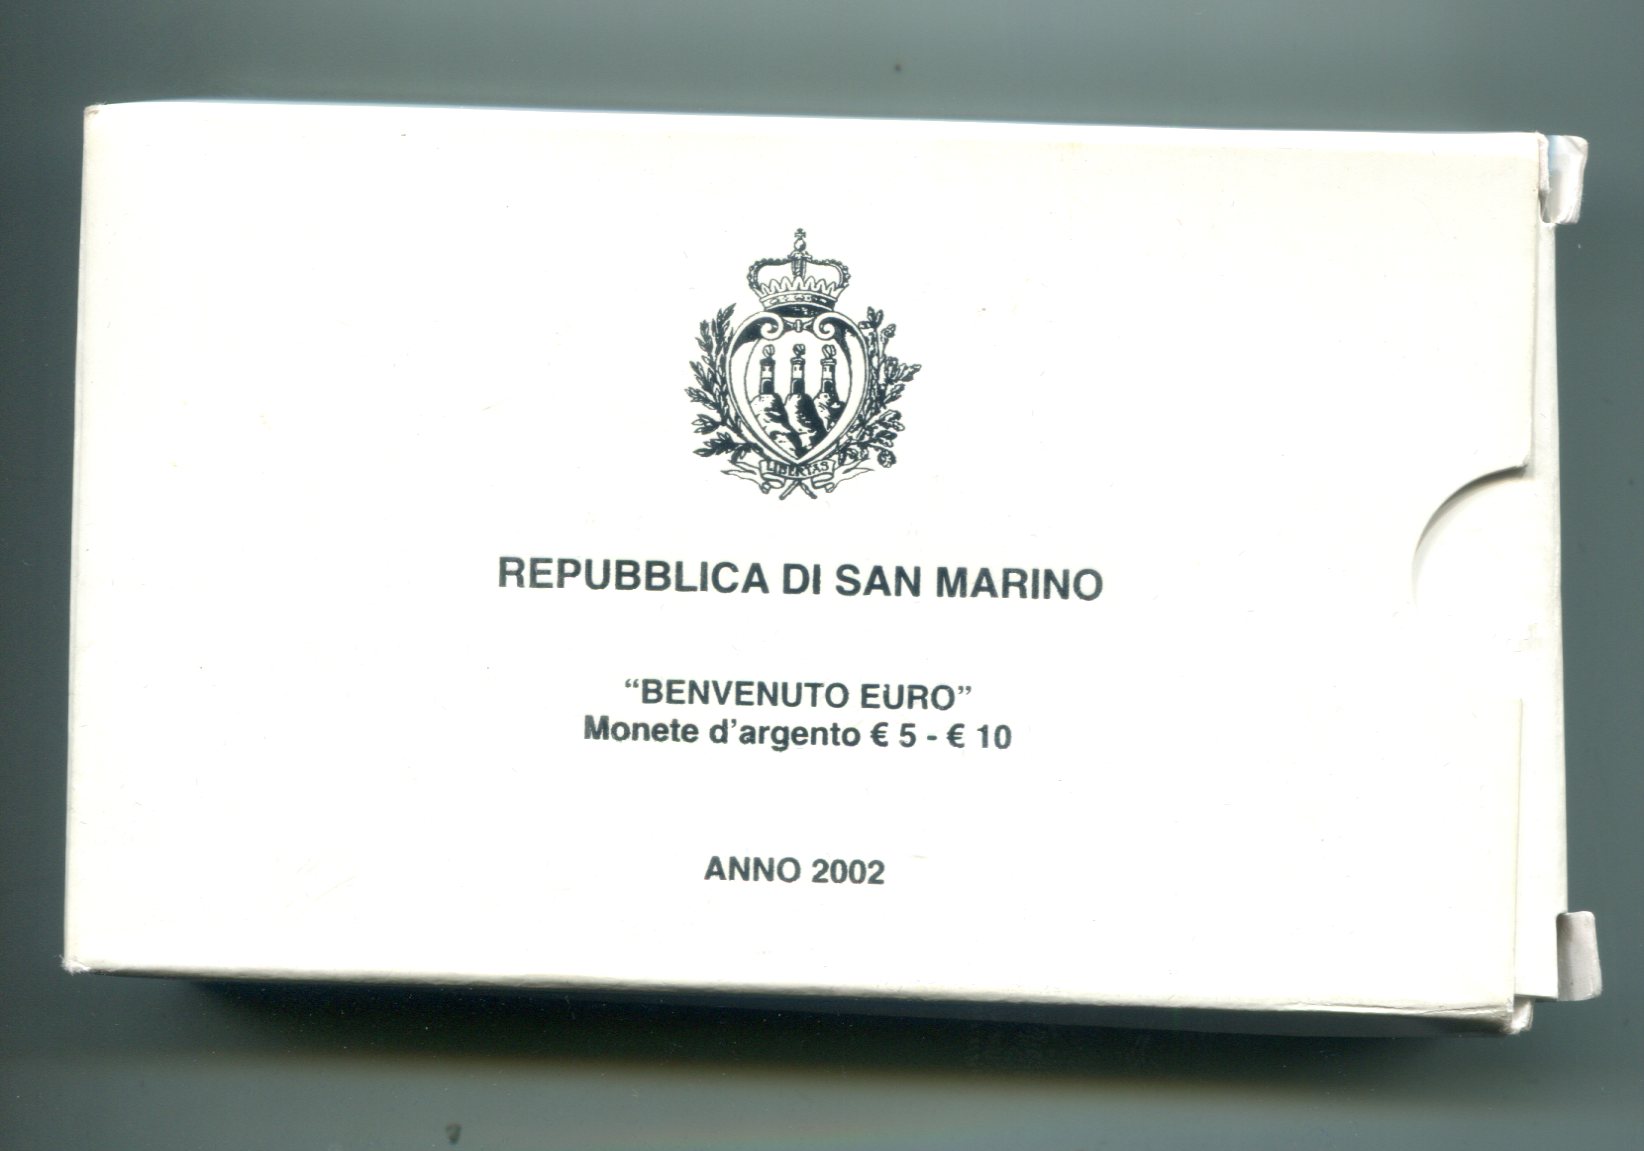 LIBERTAS
REPUBBLICA DI SAN MARINO
“BENVENUTO EURO”
Monete d’argento € 5 - € 10
ANNO 2002